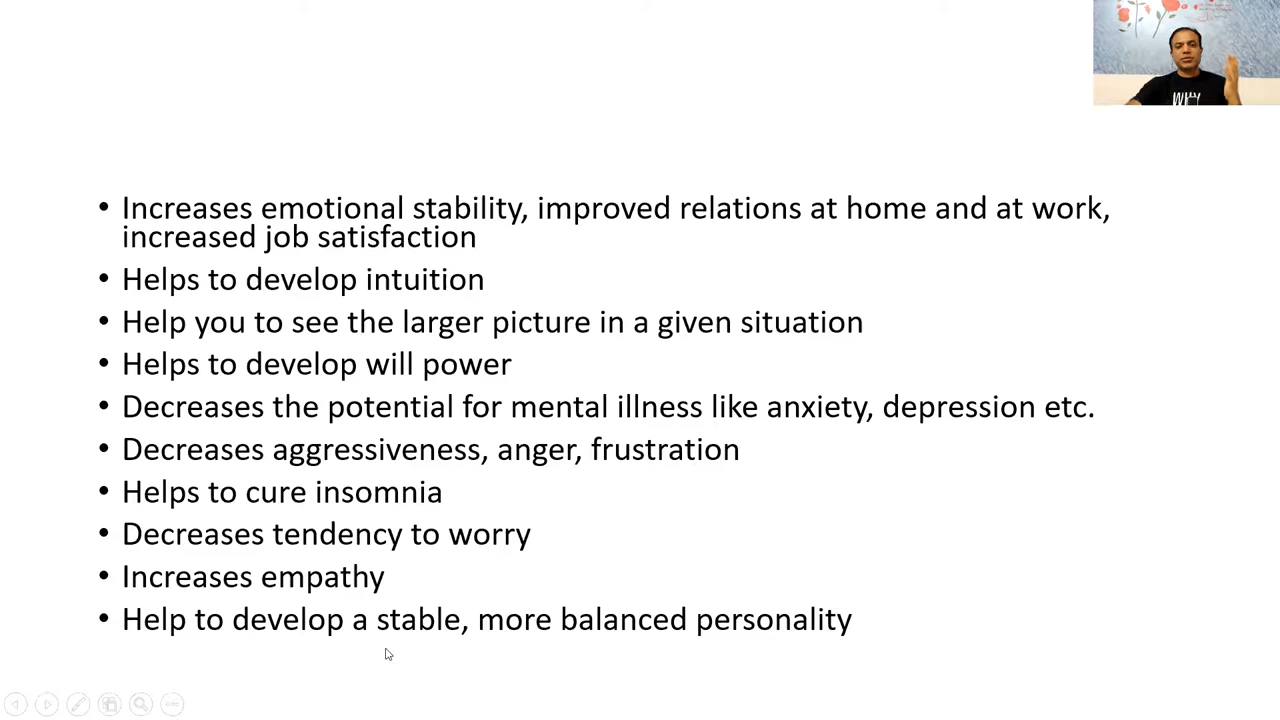 • Increases emotional stability, improved relations at home and at work,
increased job satisfaction
• Helps to develop intuition
• Help you to see the larger picture in a given situation
• Helps to develop will power
• Decreases the potential for mental illness like anxiety, depression etc.
• Decreases aggressiveness, anger, frustration
• Helps to cure insomnia
• Decreases tendency to worry
• Increases empathy
• Help to develop a stable, more balanced personality